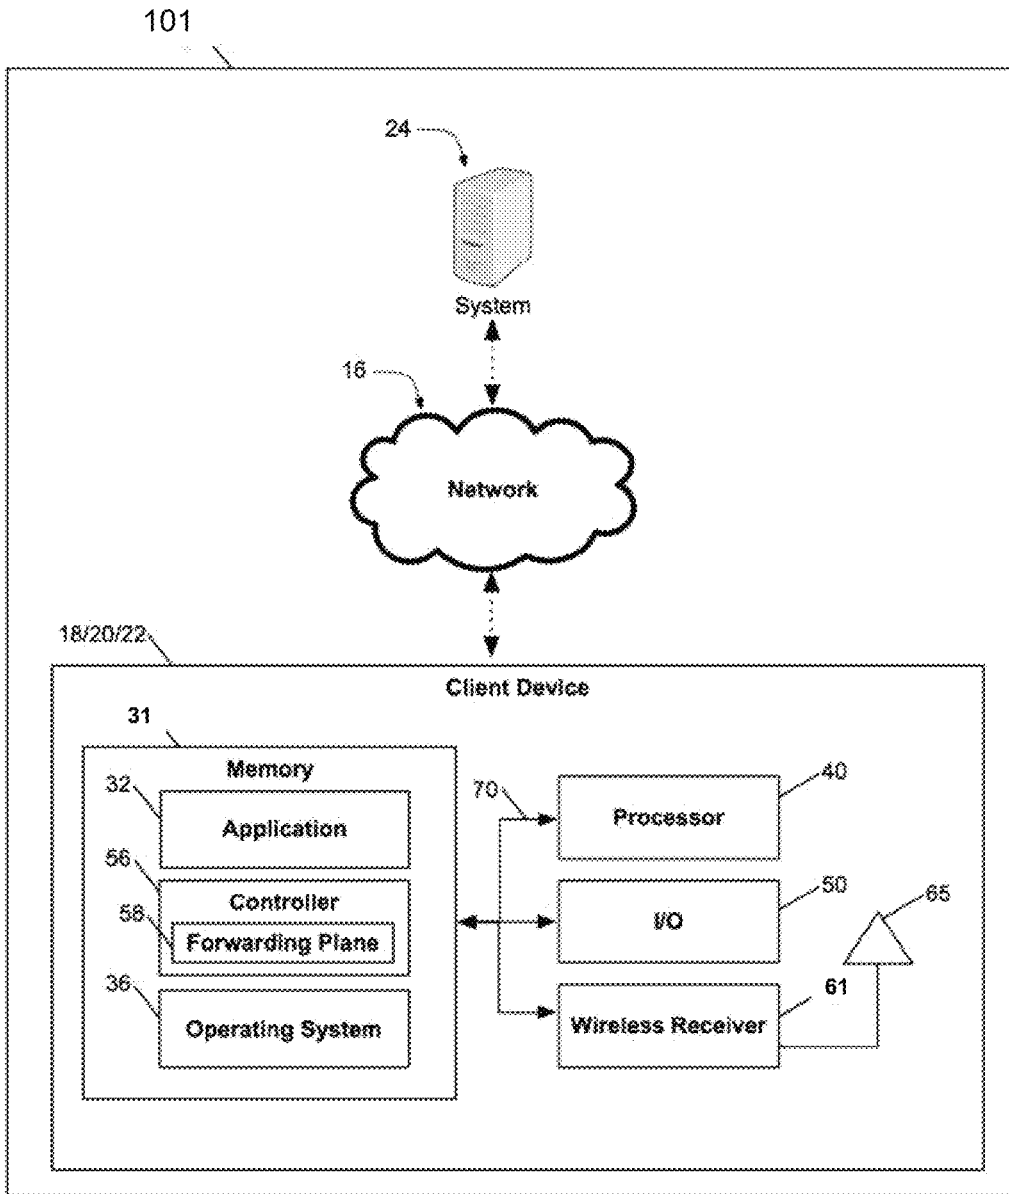 101
24
System
16
Network
18/20/22
Client Device
31
Memory
32
Application
56
Controller
58
Forwarding Plane
36
Operating System
70
40
Processor
50
I/O
65
61
Wireless Receiver